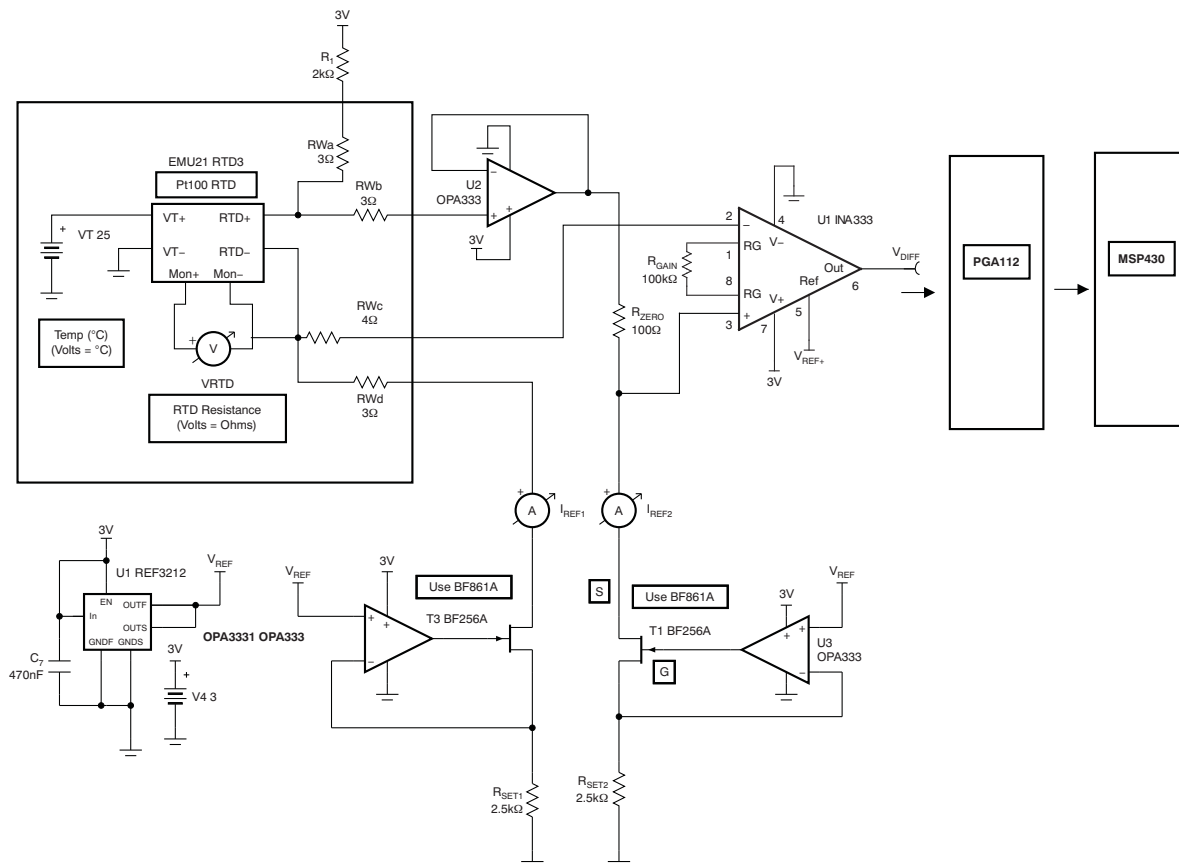 3V
R1
2kΩ
RWa
3Ω
EMU21 RTD3
Pt100 RTD
VT+
RTD+
VT−
RTD−
Mon+ Mon−
+
VT 25
RWb
3Ω
Temp (°C)
(Volts = °C)
+
V
VRTD
RTD Resistance
(Volts = Ohms)
RWc
4Ω
RWd
3Ω
U2
OPA333
−
+
+
3V
RGAIN
100kΩ
RZERO
100Ω
2
1
8
3
−
RG
RG
+
4
V−
U1 INA333
Out
6
Ref
5
V+
7
3V
VREF+
VDIFF
PGA112
MSP430
+
A
IREF1
+
A
IREF2
3V
U1 REF3212
VREF
EN
In
OUTF
OUTS
GNDF GNDS
C7
470nF
OPA3331 OPA333
3V
+
V4 3
VREF
3V
+
+
−
Use BF861A
T3 BF256A
RSET1
2.5kΩ
S
Use BF861A
T1 BF256A
G
3V
VREF
+
+
−
U3
OPA333
RSET2
2.5kΩ